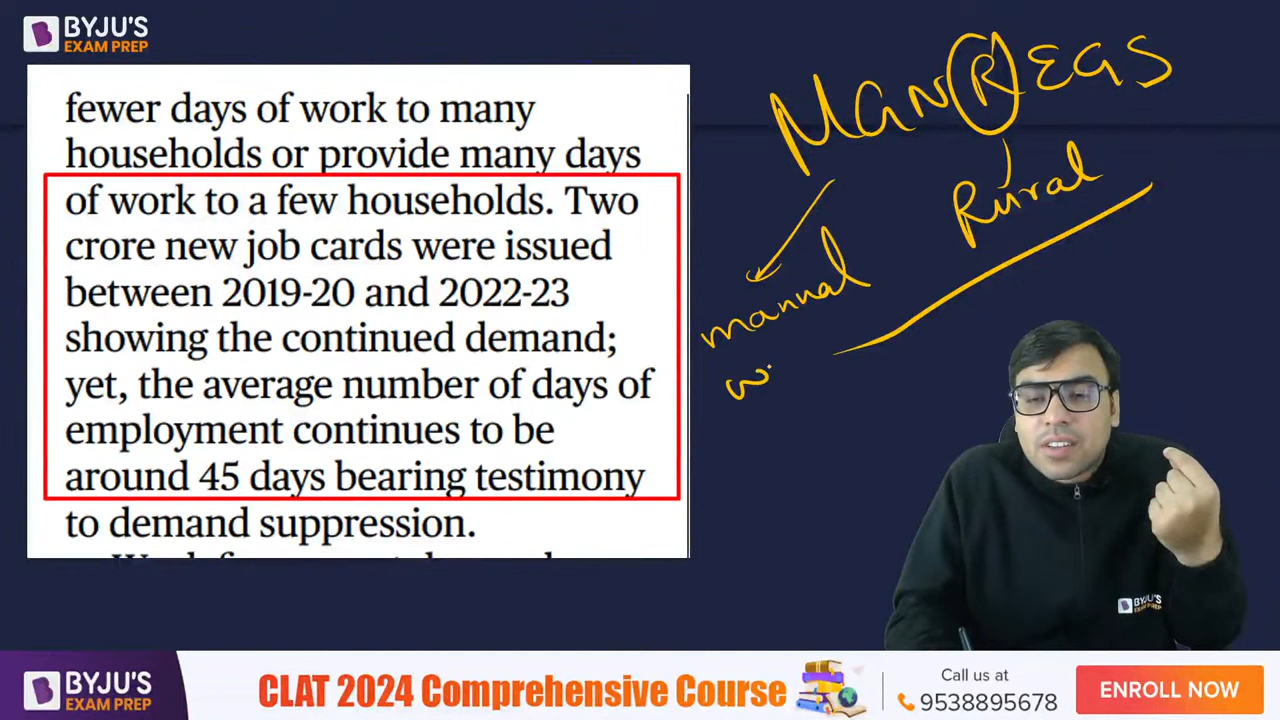 BYJU'S
EXAM PREP
fewer days of work to many
households or provide many days
of work to a few households. Two
crore new job cards were issued
between 2019-20 and 2022-23
showing the continued demand;
yet, the average number of days of
employment continues to be
around 45 days bearing testimony
to demand suppression.
MGNREGS
Rural
manual
w.
BYJU'S
EXAM PREP
BYJU'S
EXAM PREP
CLAT 2024 Comprehensive Course
Call us at
9538895678
ENROLL NOW